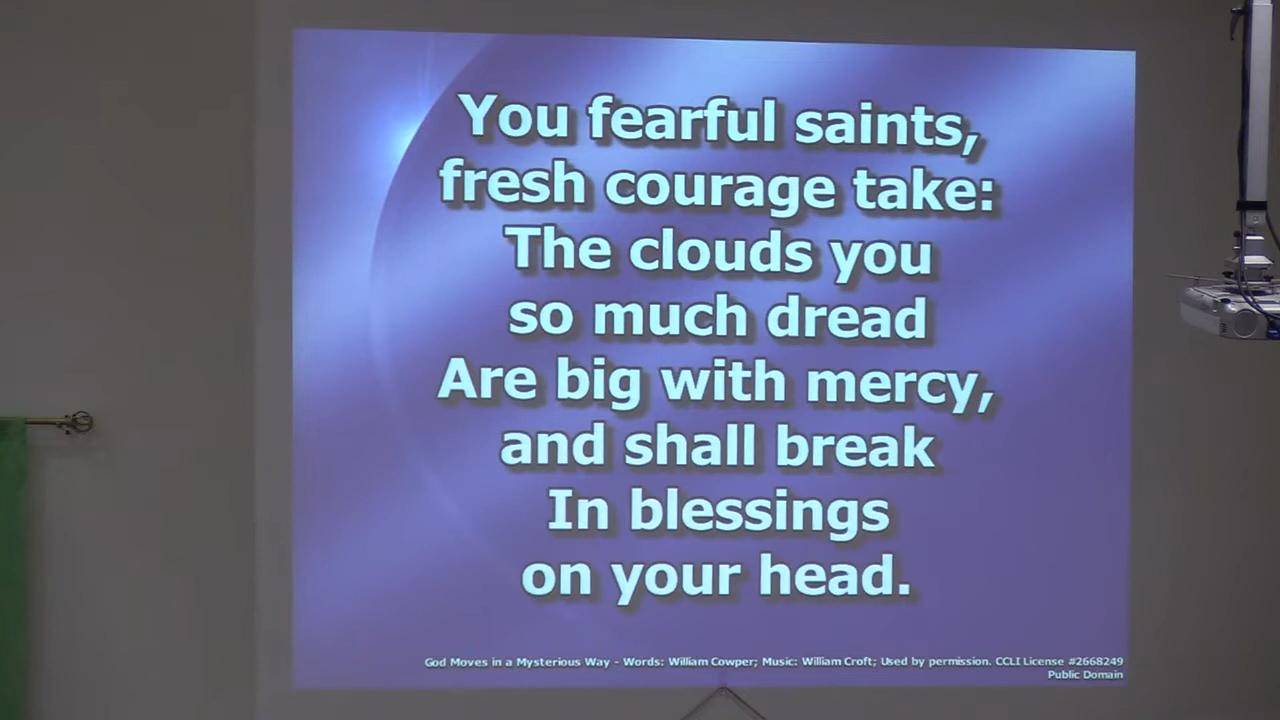 You fearful saints,
fresh courage take:
The clouds you
so much dread
Are big with mercy,
and shall break
In blessings
on your head.
God Moves in a Mysterious Way - Words: William Cowper; Music: William Croft; Used by permission. CCLI License #2668249
Public Domain